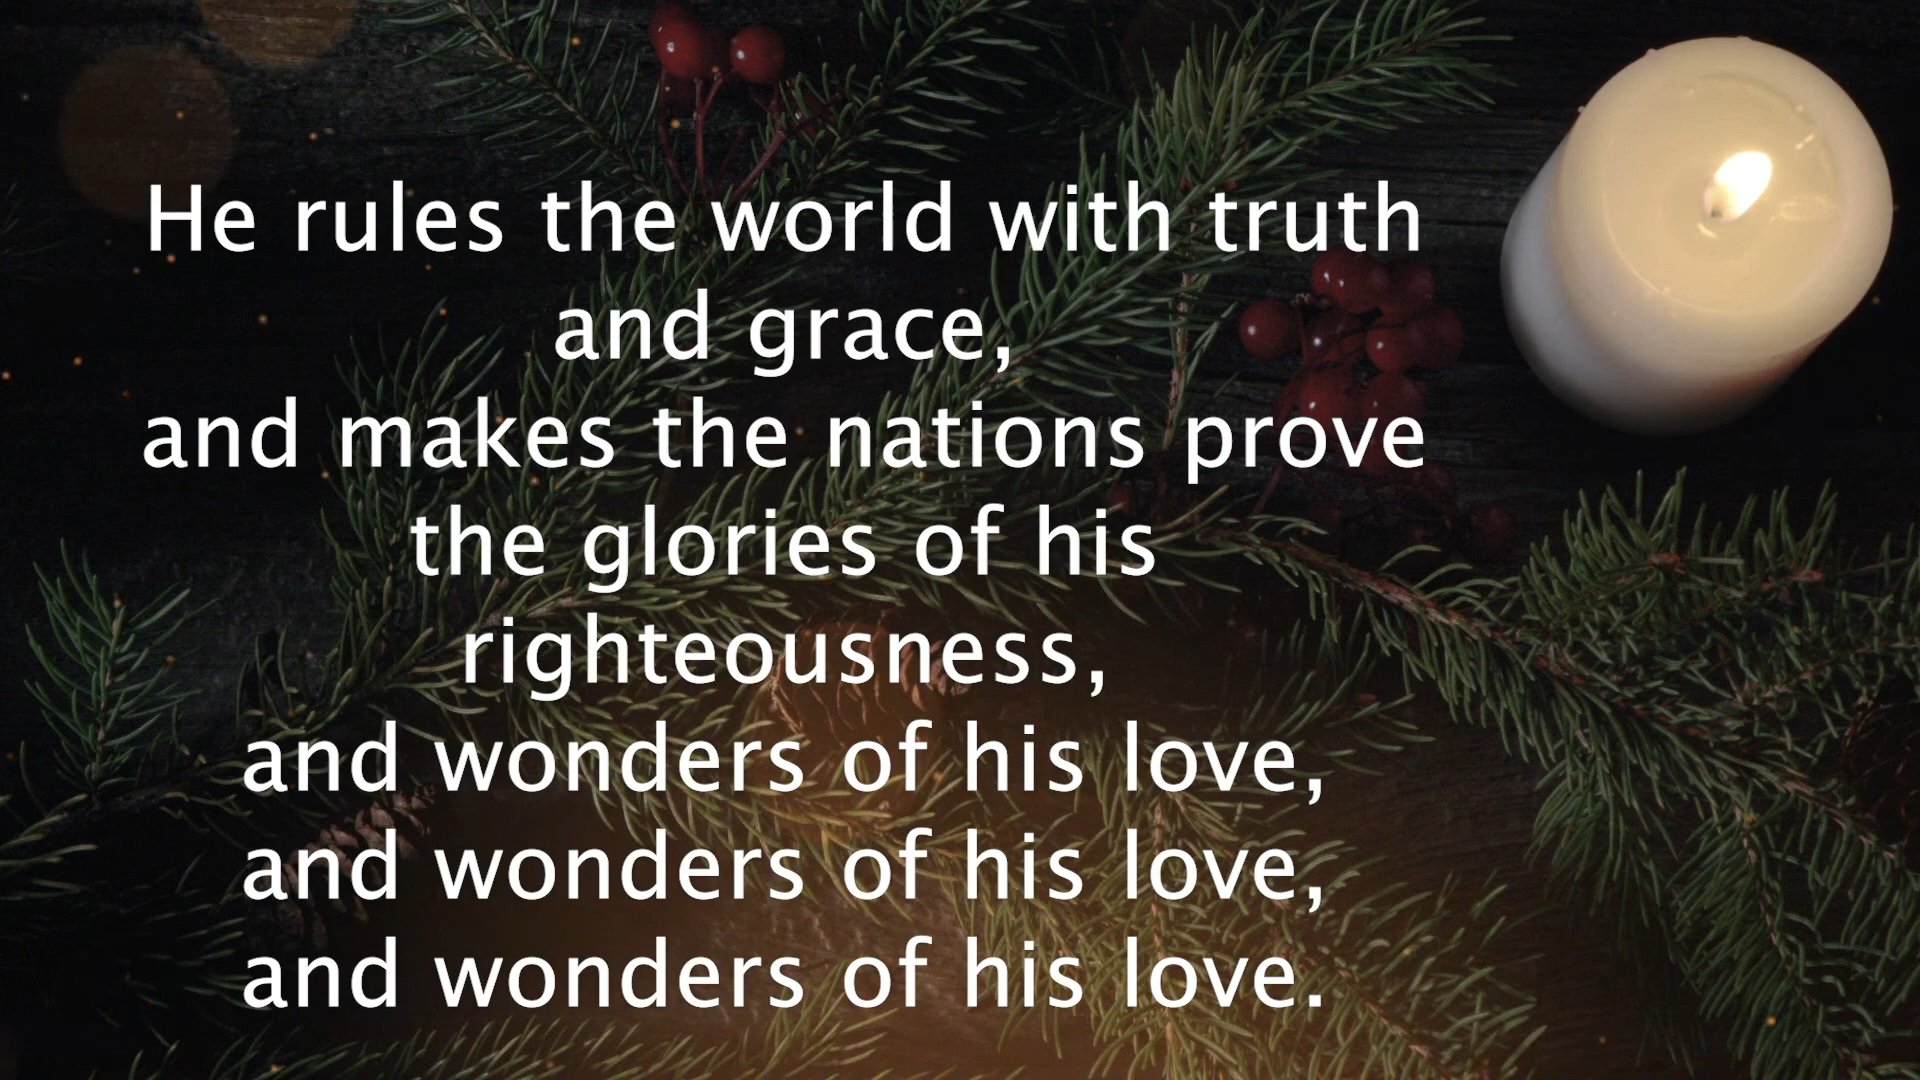 He rules the world with truth
and grace,
and makes the nations prove
the glories of his
righteousness,
and wonders of his love,
and wonders of his love,
and wonders of his love.